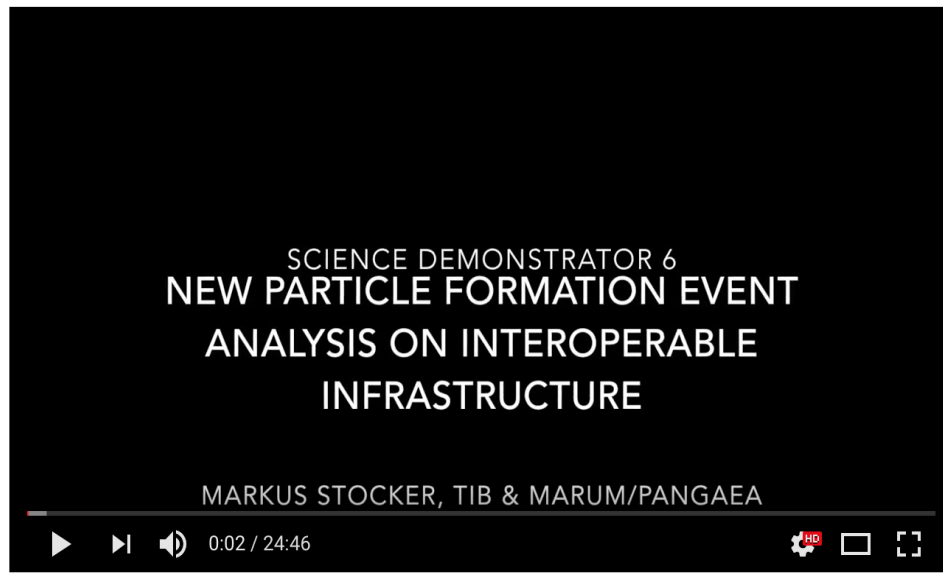 SCIENCE DEMONSTRATOR 6
NEW PARTICLE FORMATION EVENT
ANALYSIS ON INTEROPERABLE
INFRASTRUCTURE
MARKUS STOCKER, TIB & MARUM/PANGAEA
0:02 / 24:46
HD